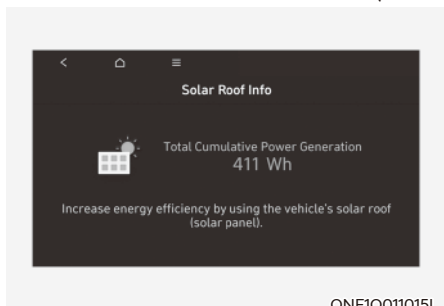 Solar Roof Info
Total Cumulative Power Generation
411 Wh
Increase energy efficiency by using the vehicle's solar roof
(solar panel).